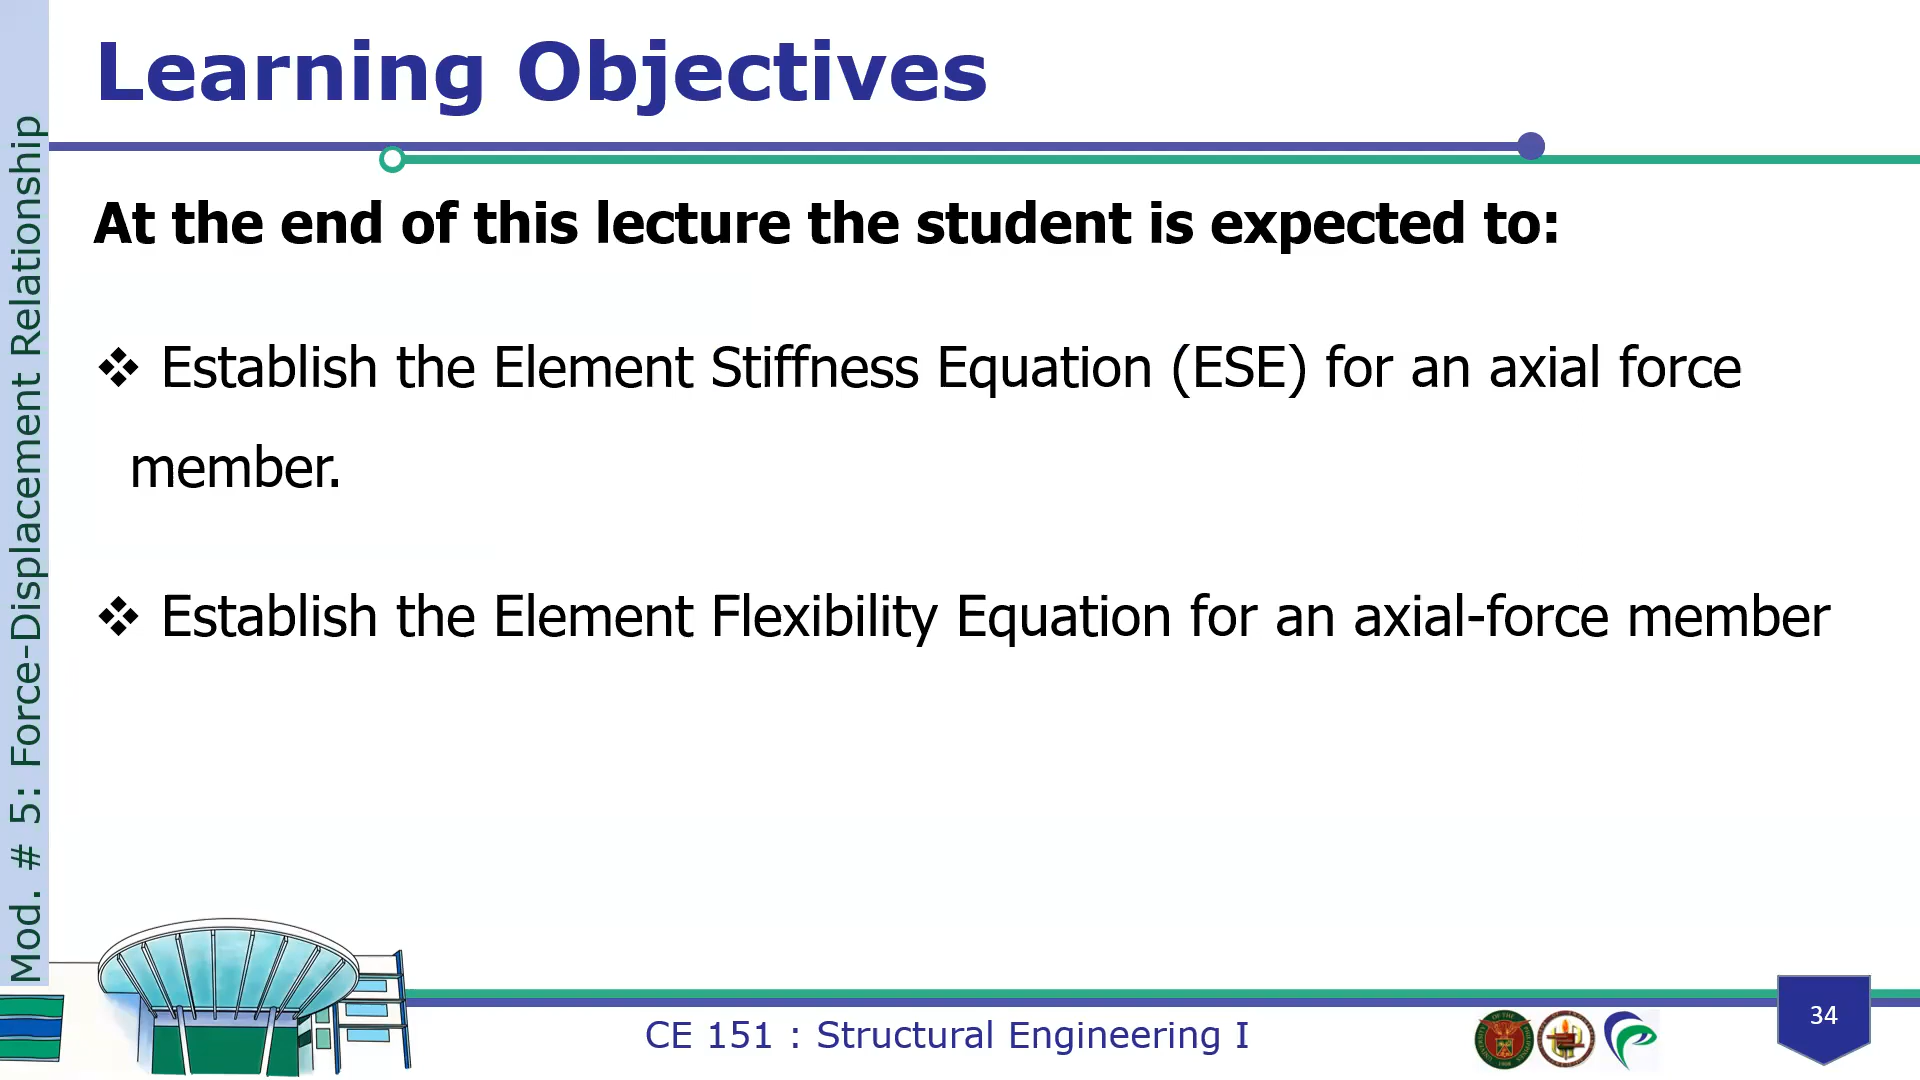 Learning Objectives
Mod. # 5: Force-Displacement Relationship
At the end of this lecture the student is expected to:
❖ Establish the Element Stiffness Equation (ESE) for an axial force
member.
❖ Establish the Element Flexibility Equation for an axial-force member
CE 151 : Structural Engineering I
34